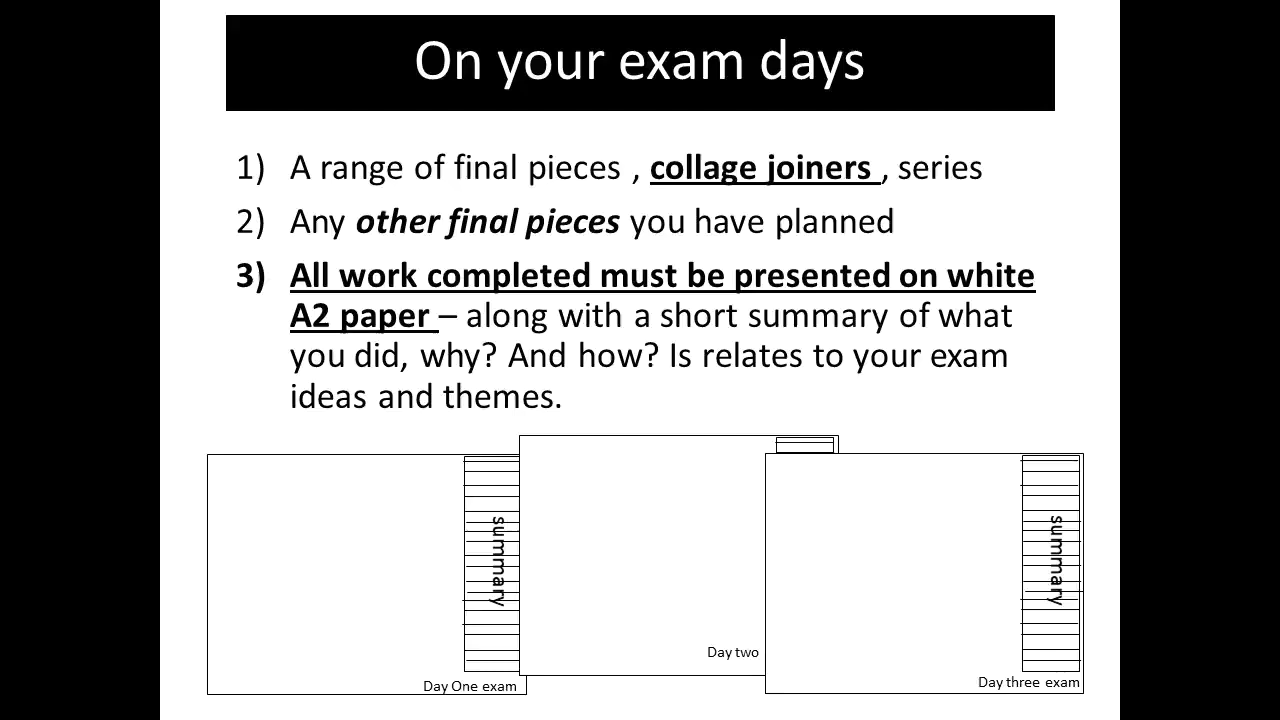 On your exam days
1) A range of final pieces , collage joiners , series
2) Any other final pieces you have planned
3) All work completed must be presented on white
A2 paper – along with a short summary of what
you did, why? And how? Is relates to your exam
ideas and themes.
summary
Day One exam
Day two
summary
Day three exam